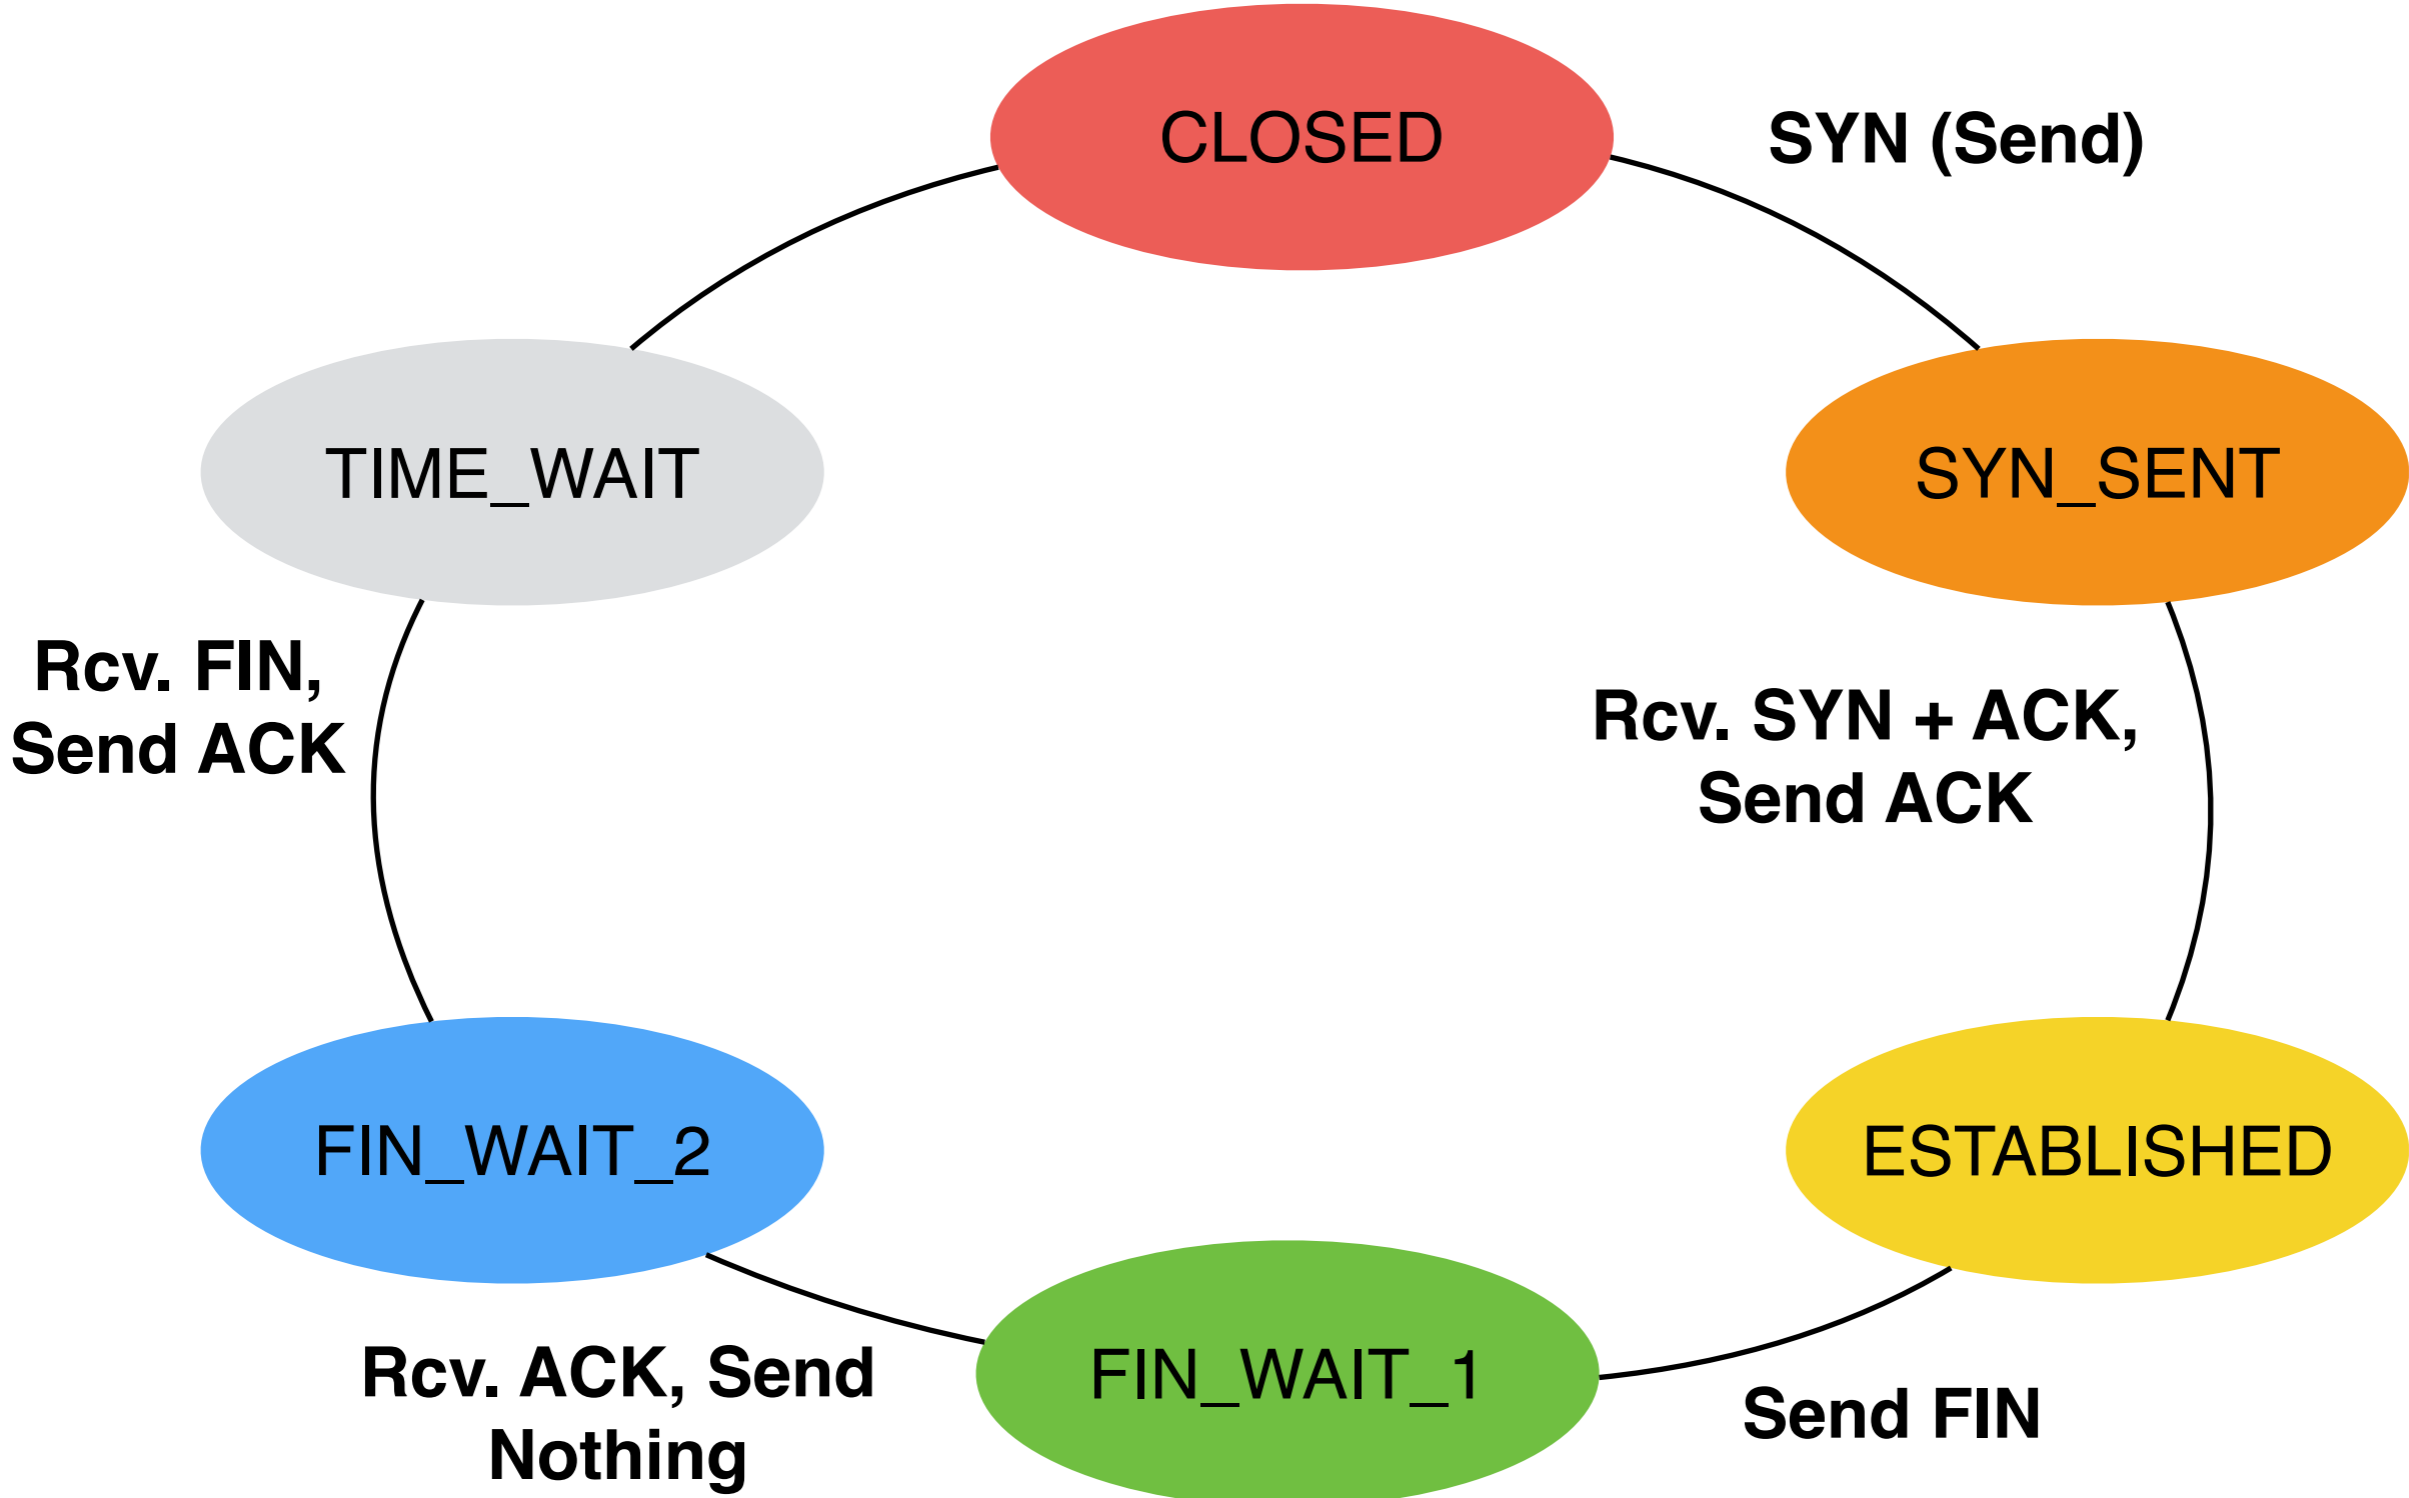 CLOSED
SYN (Send)
TIME_WAIT
SYN_SENT
Rcv. FIN,
Send ACK
Rcv. SYN + ACK,
Send ACK
FIN_WAIT_2
ESTABLISHED
Rcv. ACK, Send
Nothing
FIN_WAIT_1
Send FIN